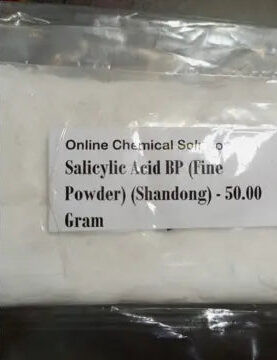 Online Chemical
Salicylic Acid BP (Fine
Powder) (Shandong) - 50.00
Gram